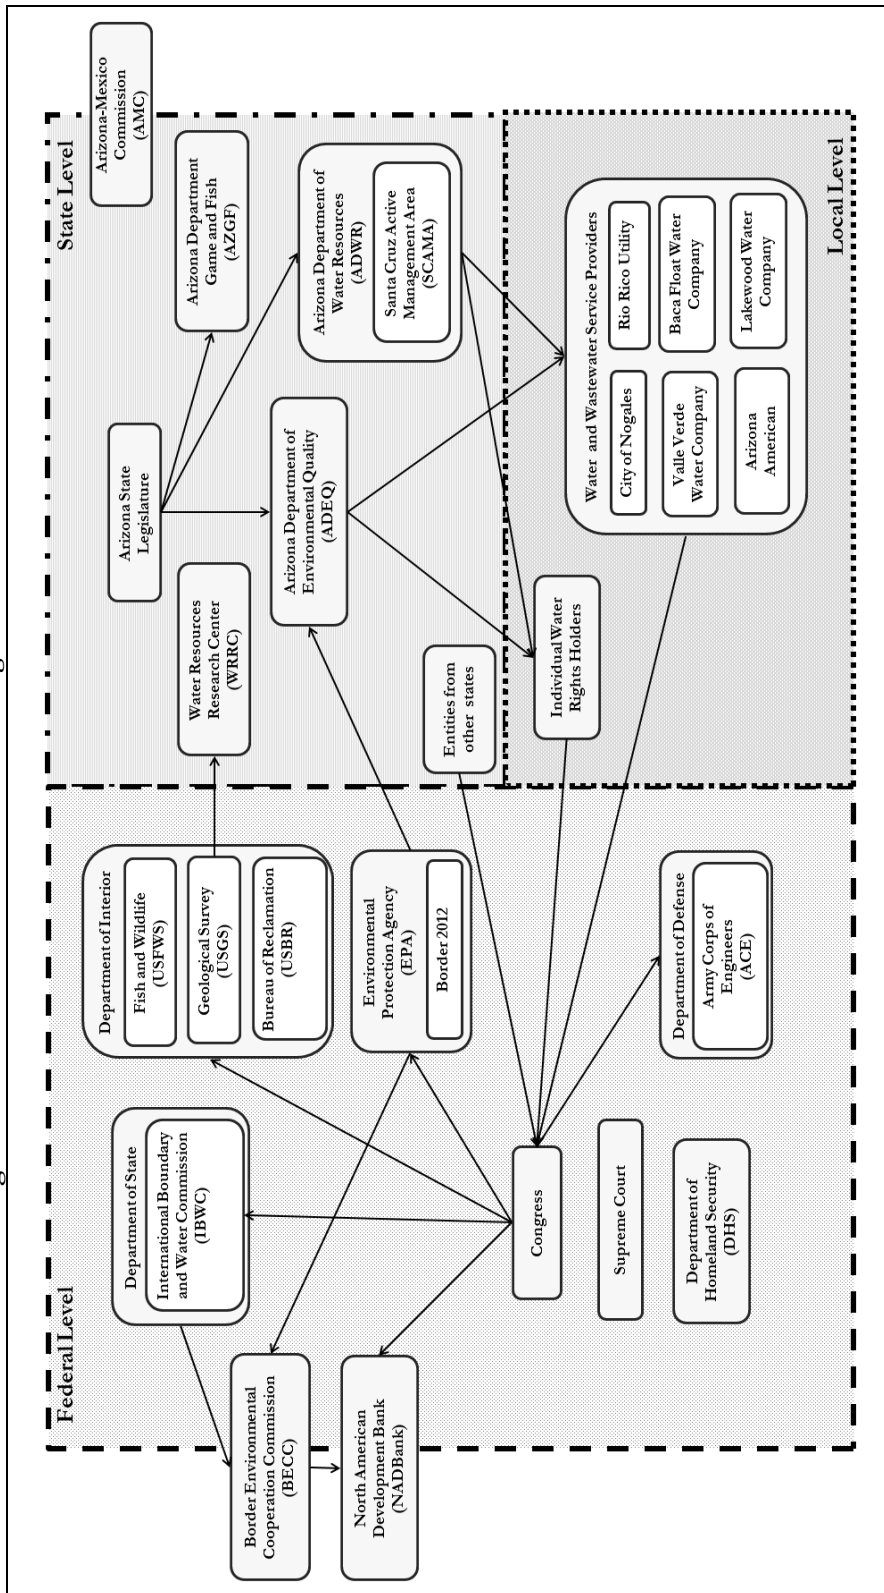 Federal Level
Department of State
International Boundary
and Water Commission
(IBWC)
Department of Interior
Fish and Wildlife
(USFWS)
Geological Survey
(USGS)
Bureau of Reclamation
(USBR)
Border Environmental
Cooperation Commission
(BECC)
North American
Development Bank
(NADBank)
Environmental
Protection Agency
(EPA)
Border 2012
Congress
Supreme Court
Department of
Homeland Security
(DHS)
Department of Defense
Army Corps of
Engineers
(ACE)
State Level
Arizona-Mexico
Commission
(AMC)
Arizona State
Legislature
Water Resources
Research Center
(WRRC)
Arizona Department
Game and Fish
(AZGF)
Arizona Department of
Environmental Quality
(ADEQ)
Arizona Department of
Water Resources
(ADWR)
Santa Cruz Active
Management Area
(SCAMA)
Entities from
other states
Individual Water
Rights Holders
Water and Wastewater Service Providers
City of Nogales
Rio Rico Utility
Valle Verde
Water Company
Baca Float Water
Company
Arizona
American
Lakewood Water
Company
Local Level